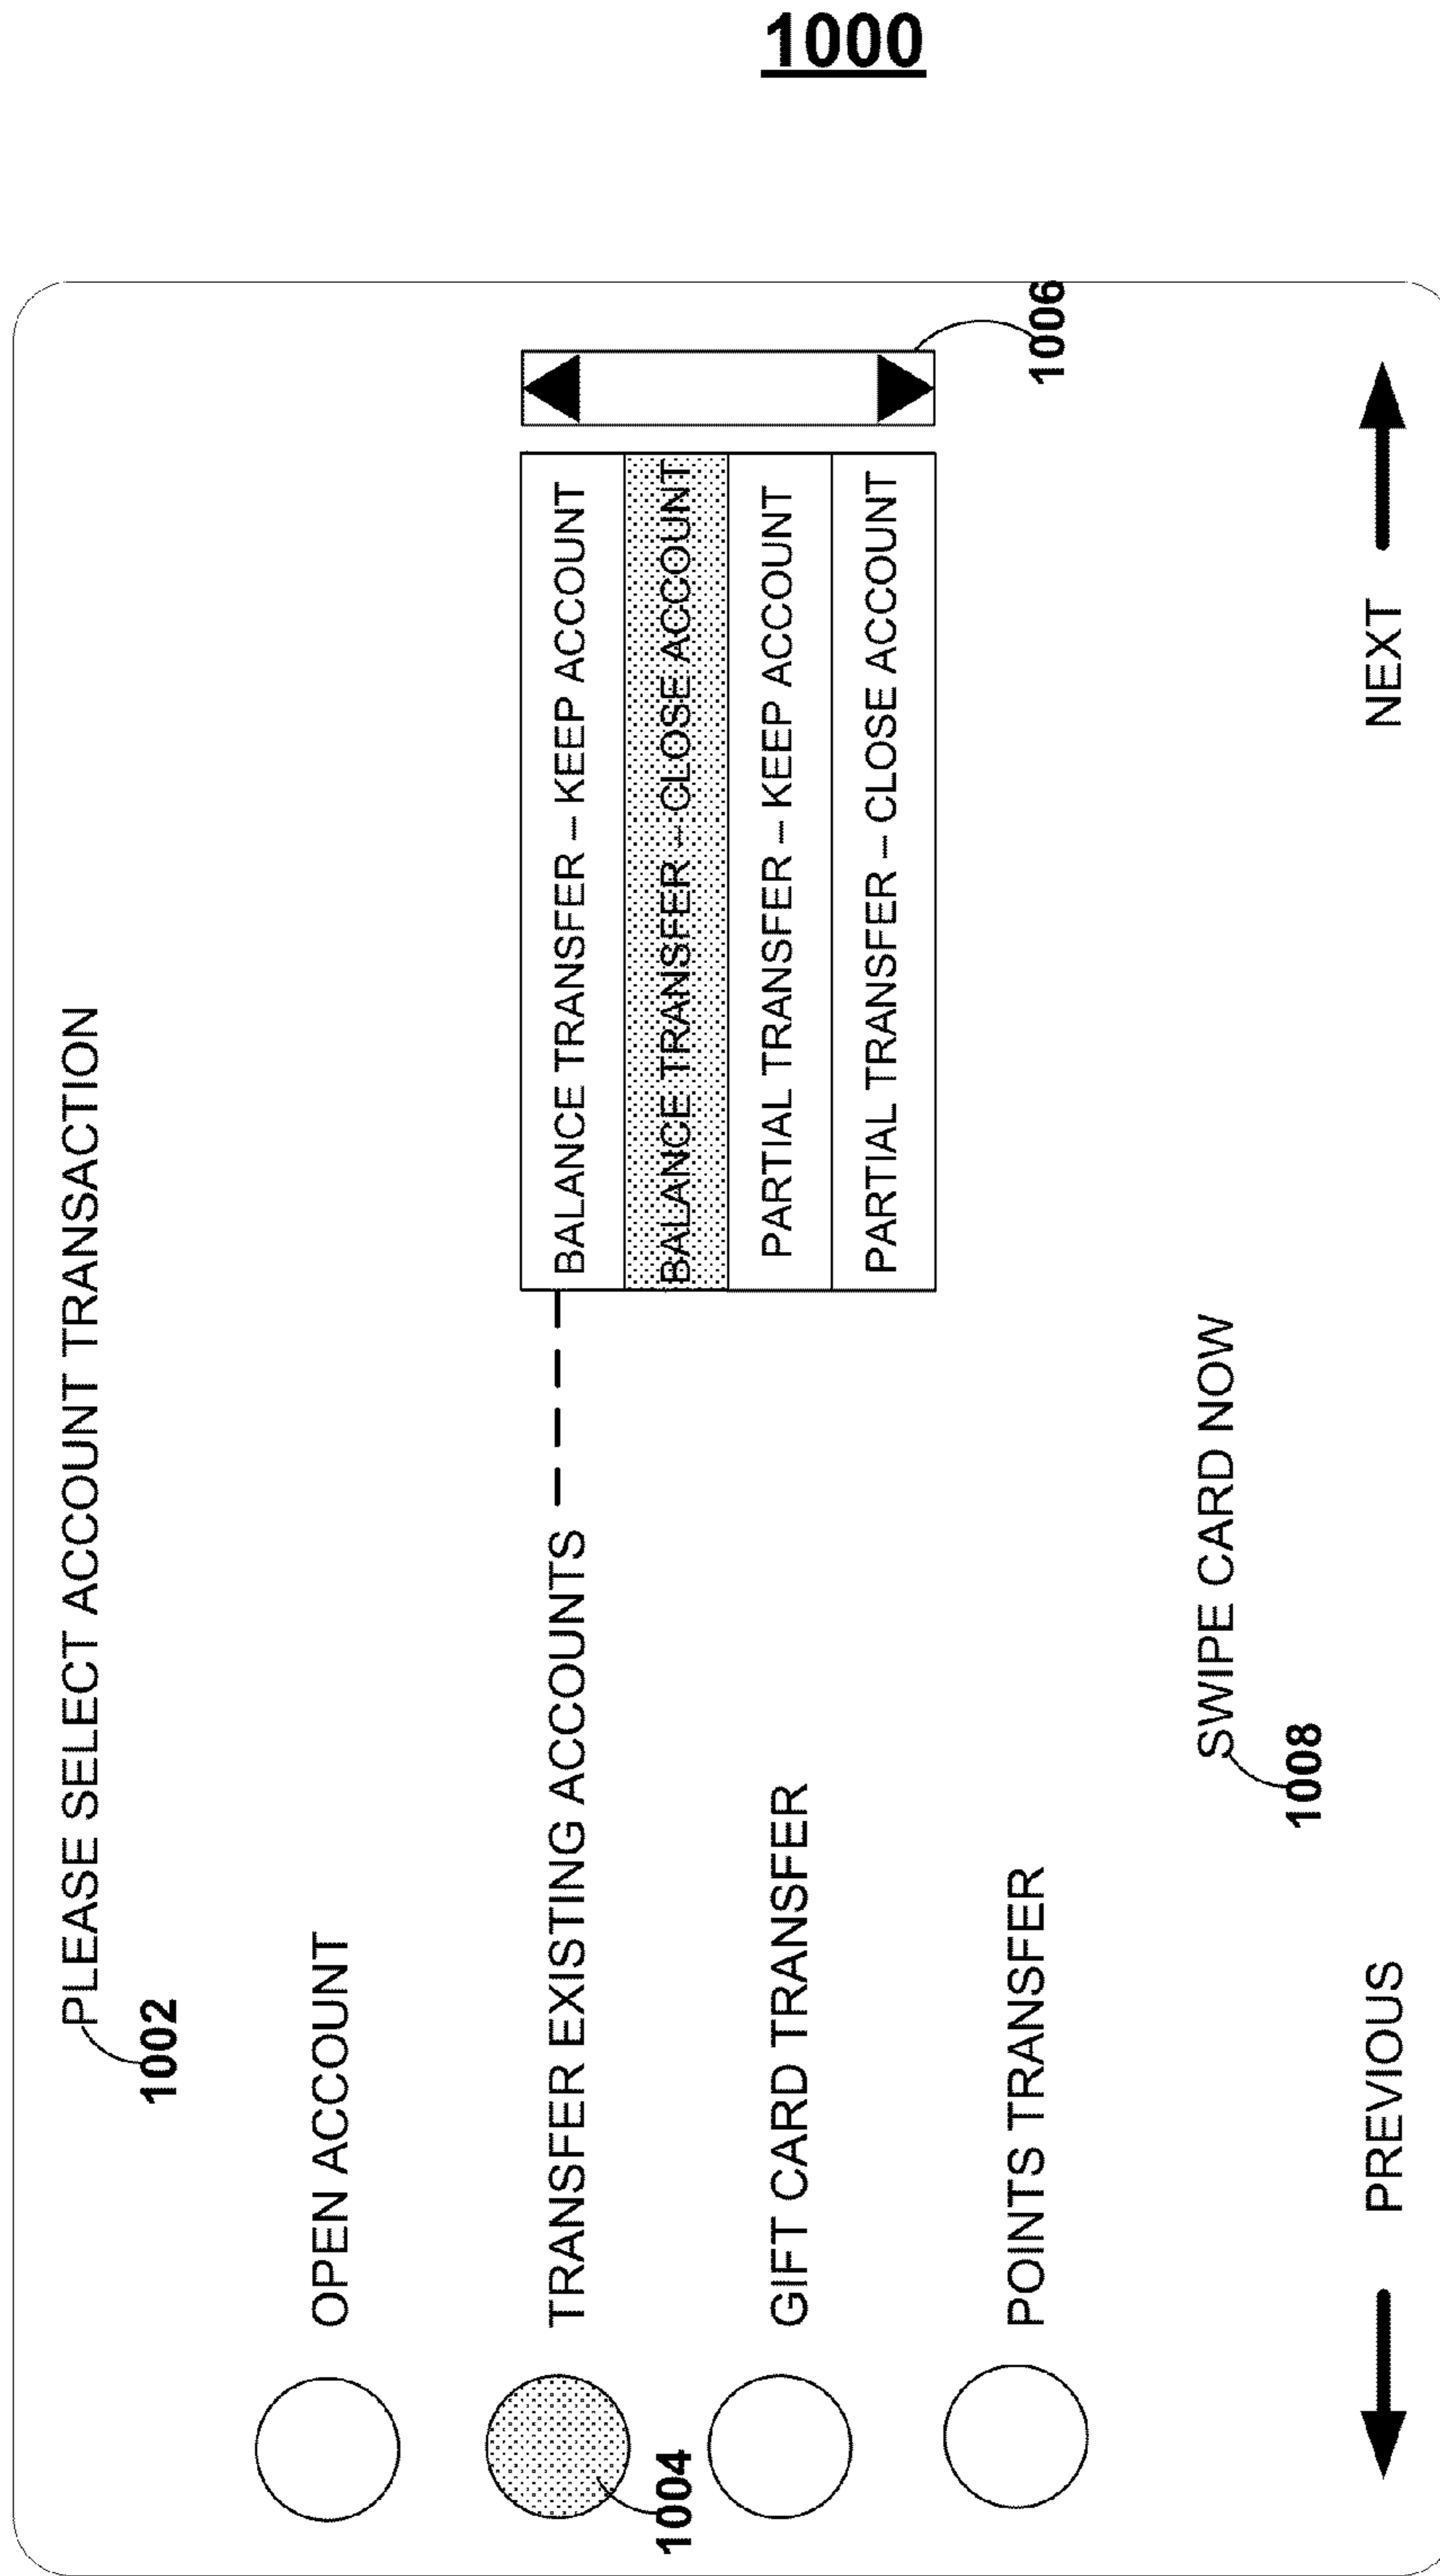 1000
PLEASE SELECT ACCOUNT TRANSACTION
1002
OPEN ACCOUNT
TRANSFER EXISTING ACCOUNTS
1004
BALANCE TRANSFER – KEEP ACCOUNT
BALANCE TRANSFER – CLOSE ACCOUNT
PARTIAL TRANSFER – KEEP ACCOUNT
PARTIAL TRANSFER – CLOSE ACCOUNT
1006
GIFT CARD TRANSFER
POINTS TRANSFER
SWIPE CARD NOW
1008
PREVIOUS
NEXT